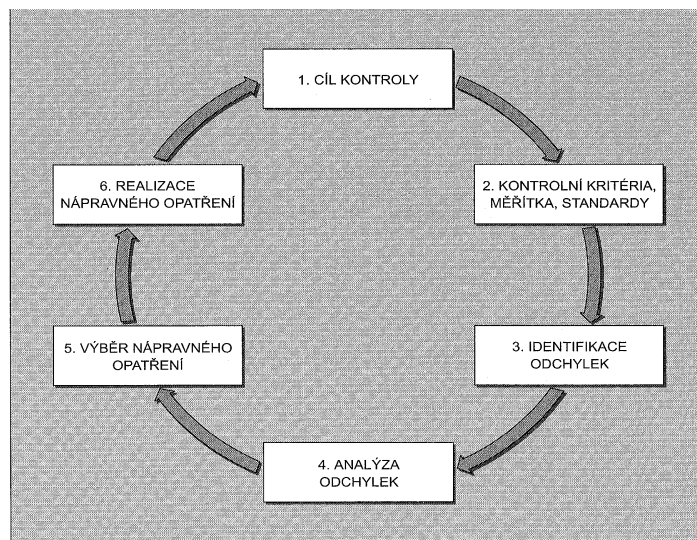 1. CÍL KONTROLY
2. KONTROLNÍ KRITÉRIA,
MĚŘÍTKA, STANDARDY
3. IDENTIFIKACE
ODCHYLEK
4. ANALÝZA
ODCHYLEK
5. VÝBĚR NÁPRAVNÉHO
OPATŘENÍ
6. REALIZACE
NÁPRAVNÉHO OPATŘENÍ